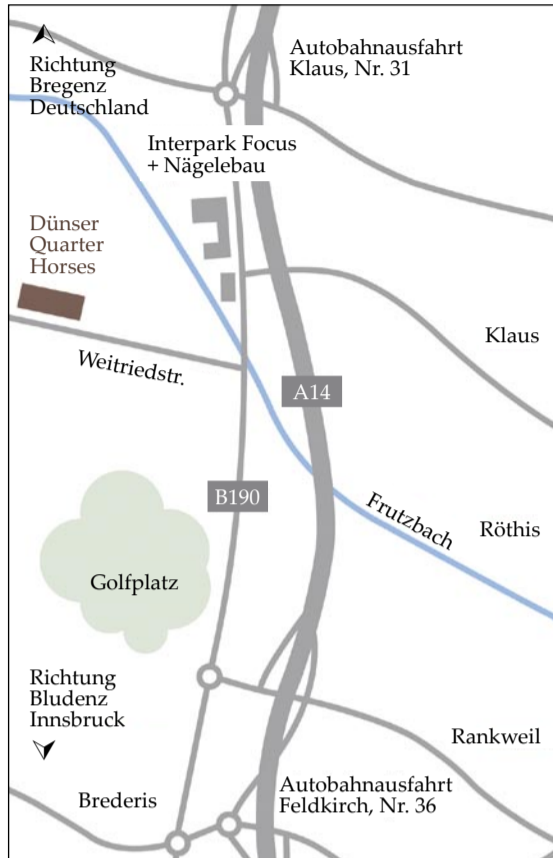 Autobahnausfahrt
Klaus, Nr. 31
Richtung
Bregenz
Deutschland
Interpark Focus
+ Nägelebau
Dünser
Quarter
Horses
Klaus
Weitriedstr.
A14
B190
Frutzbach
Röthis
Golfplatz
Richtung
Bludenz
Innsbruck
Rankweil
Autobahnausfahrt
Feldkirch, Nr. 36
Brederis